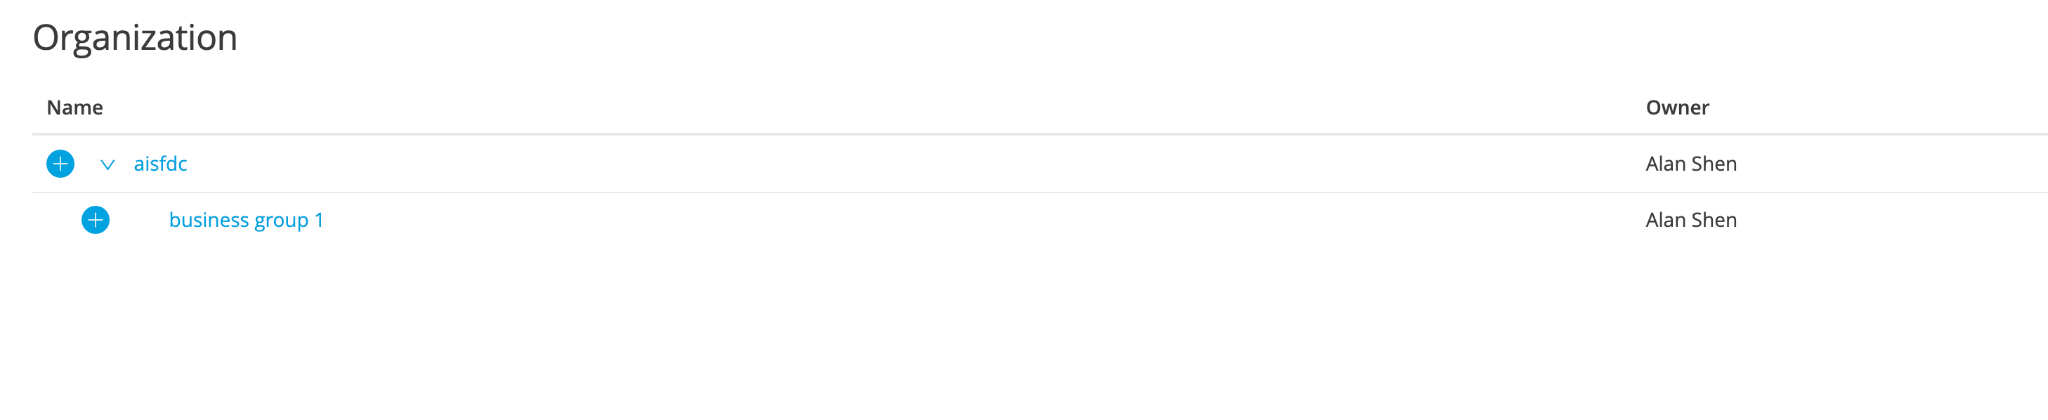 Organization
Name Owner
aisfdc Alan Shen
business group 1 Alan Shen